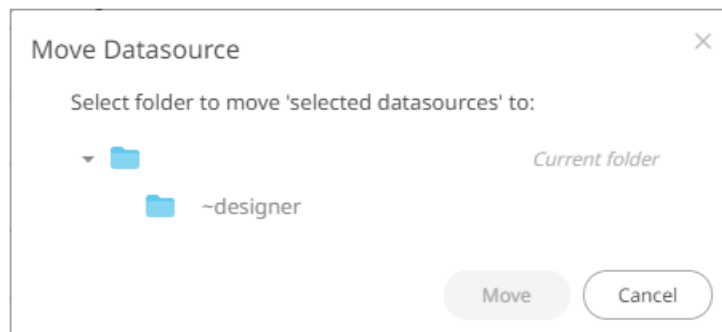 Move Datasource
Select folder to move 'selected datasources' to:
Current folder
~designer
Move
Cancel